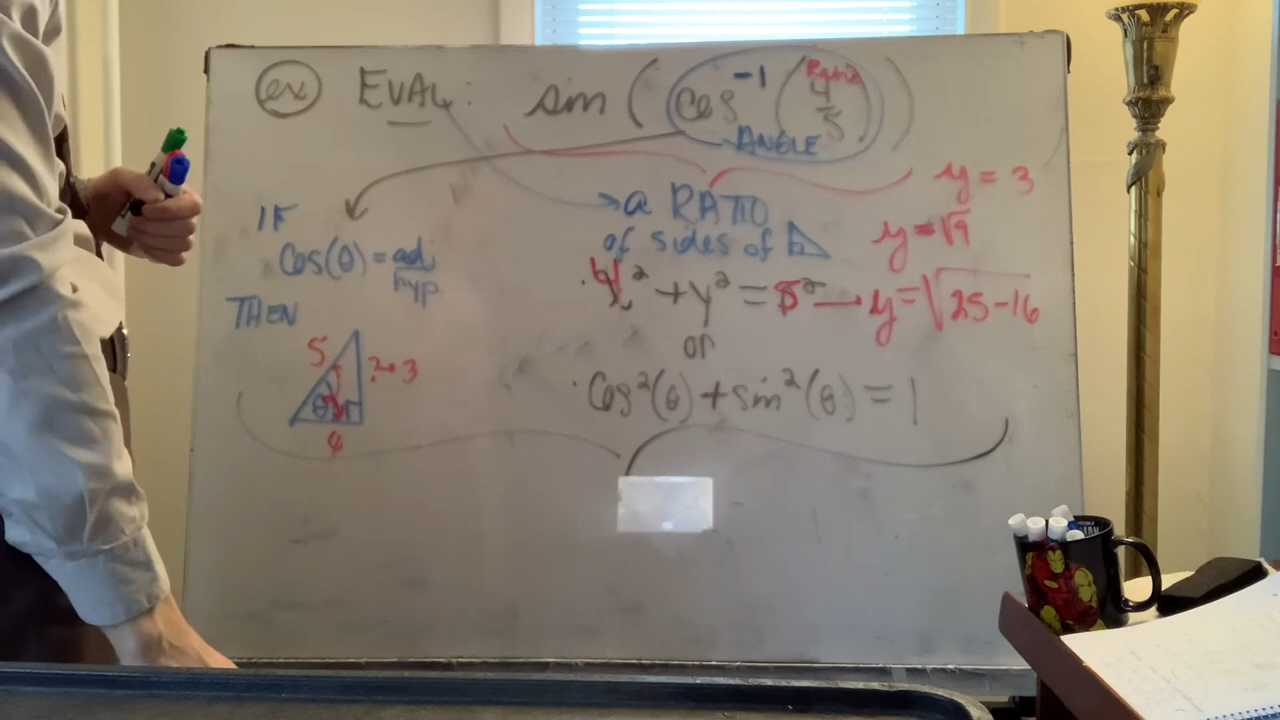 ex EVAL: sin (cos⁻¹ (4/5))
Ratio
ANGLE
IF
Cos(θ) = adj/hyp
THEN
5 ? → 3
θ
4
→ a RATIO
of sides of
4² + y² = 5² → y = √25-16
y = √9
y = 3
or
Cos²(θ) + sin²(θ) = 1